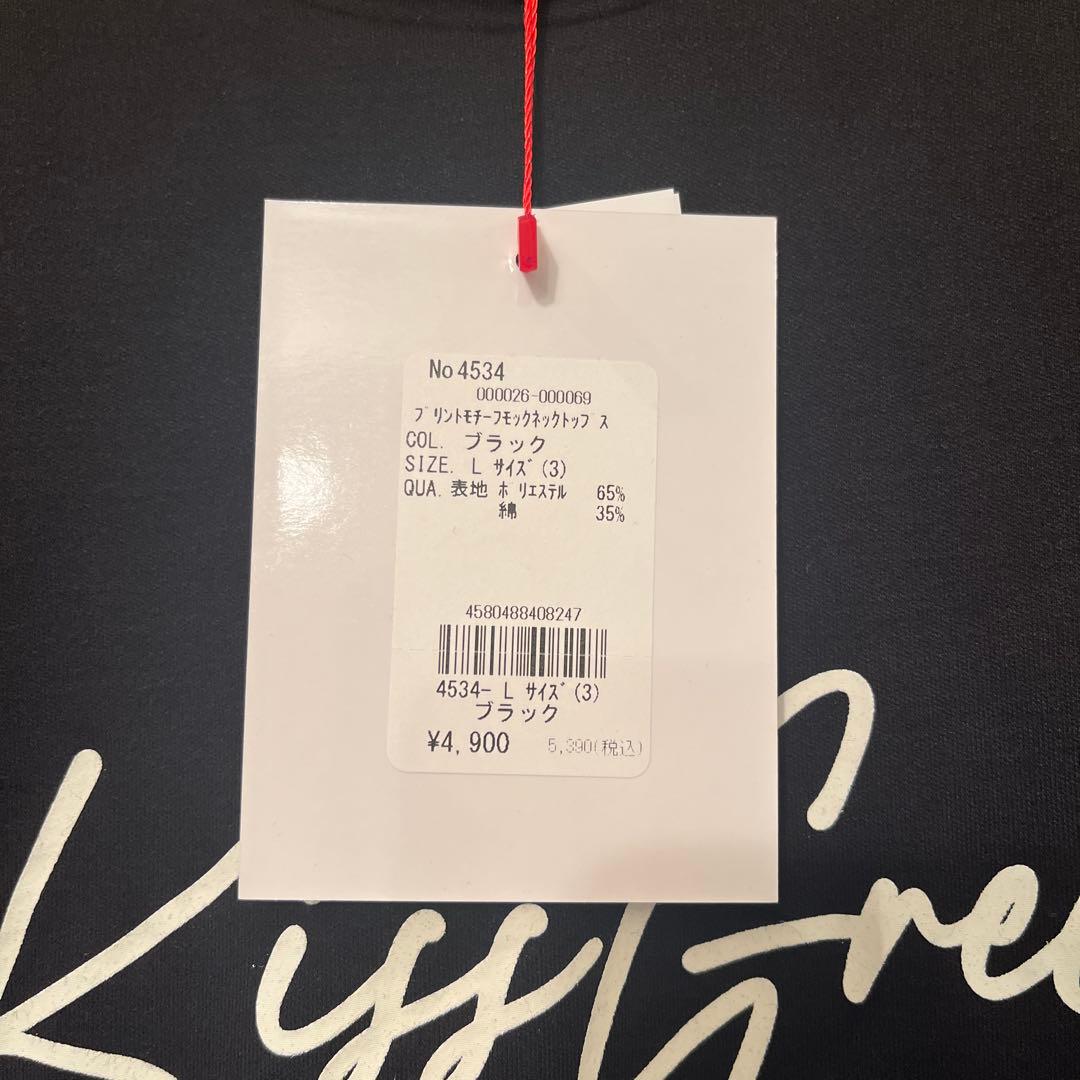 No 4534
000026-000069
プリントモチーフモックネックトップス
COL. ブラック
SIZE. L サイズ(3)
QUA. 表地 ポリエステル 65%
綿 35%
4580488408247
4534- L サイズ(3)
ブラック
¥4,900 5,390(税込)
KissGree